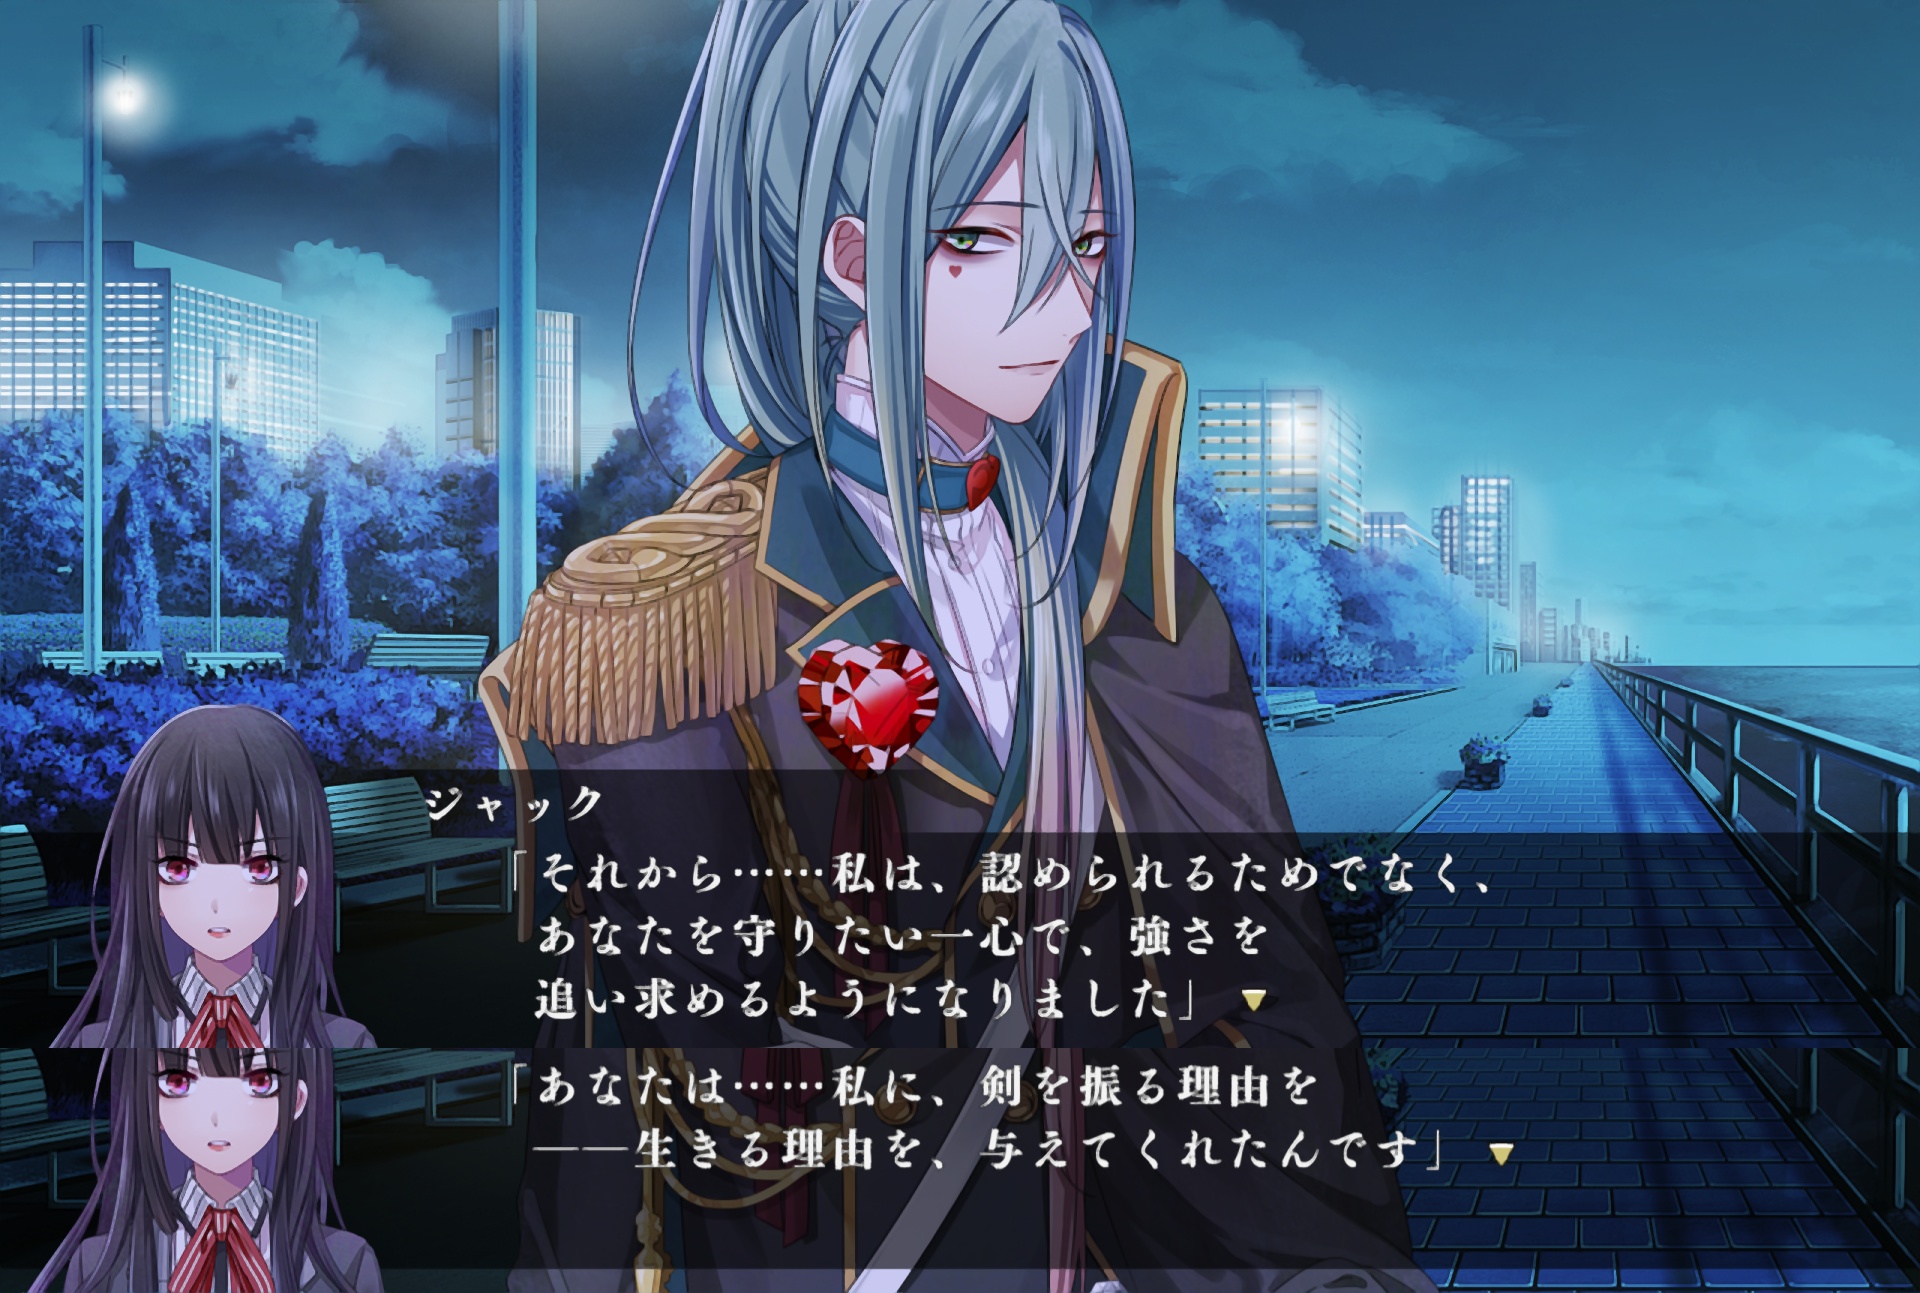 ジャック
「それから……私は、認められるためでなく、
あなたを守りたい一心で、強さを
追い求めるようになりました」
「あなたは……私に、剣を振る理由を
――生きる理由を、与えてくれたんです」